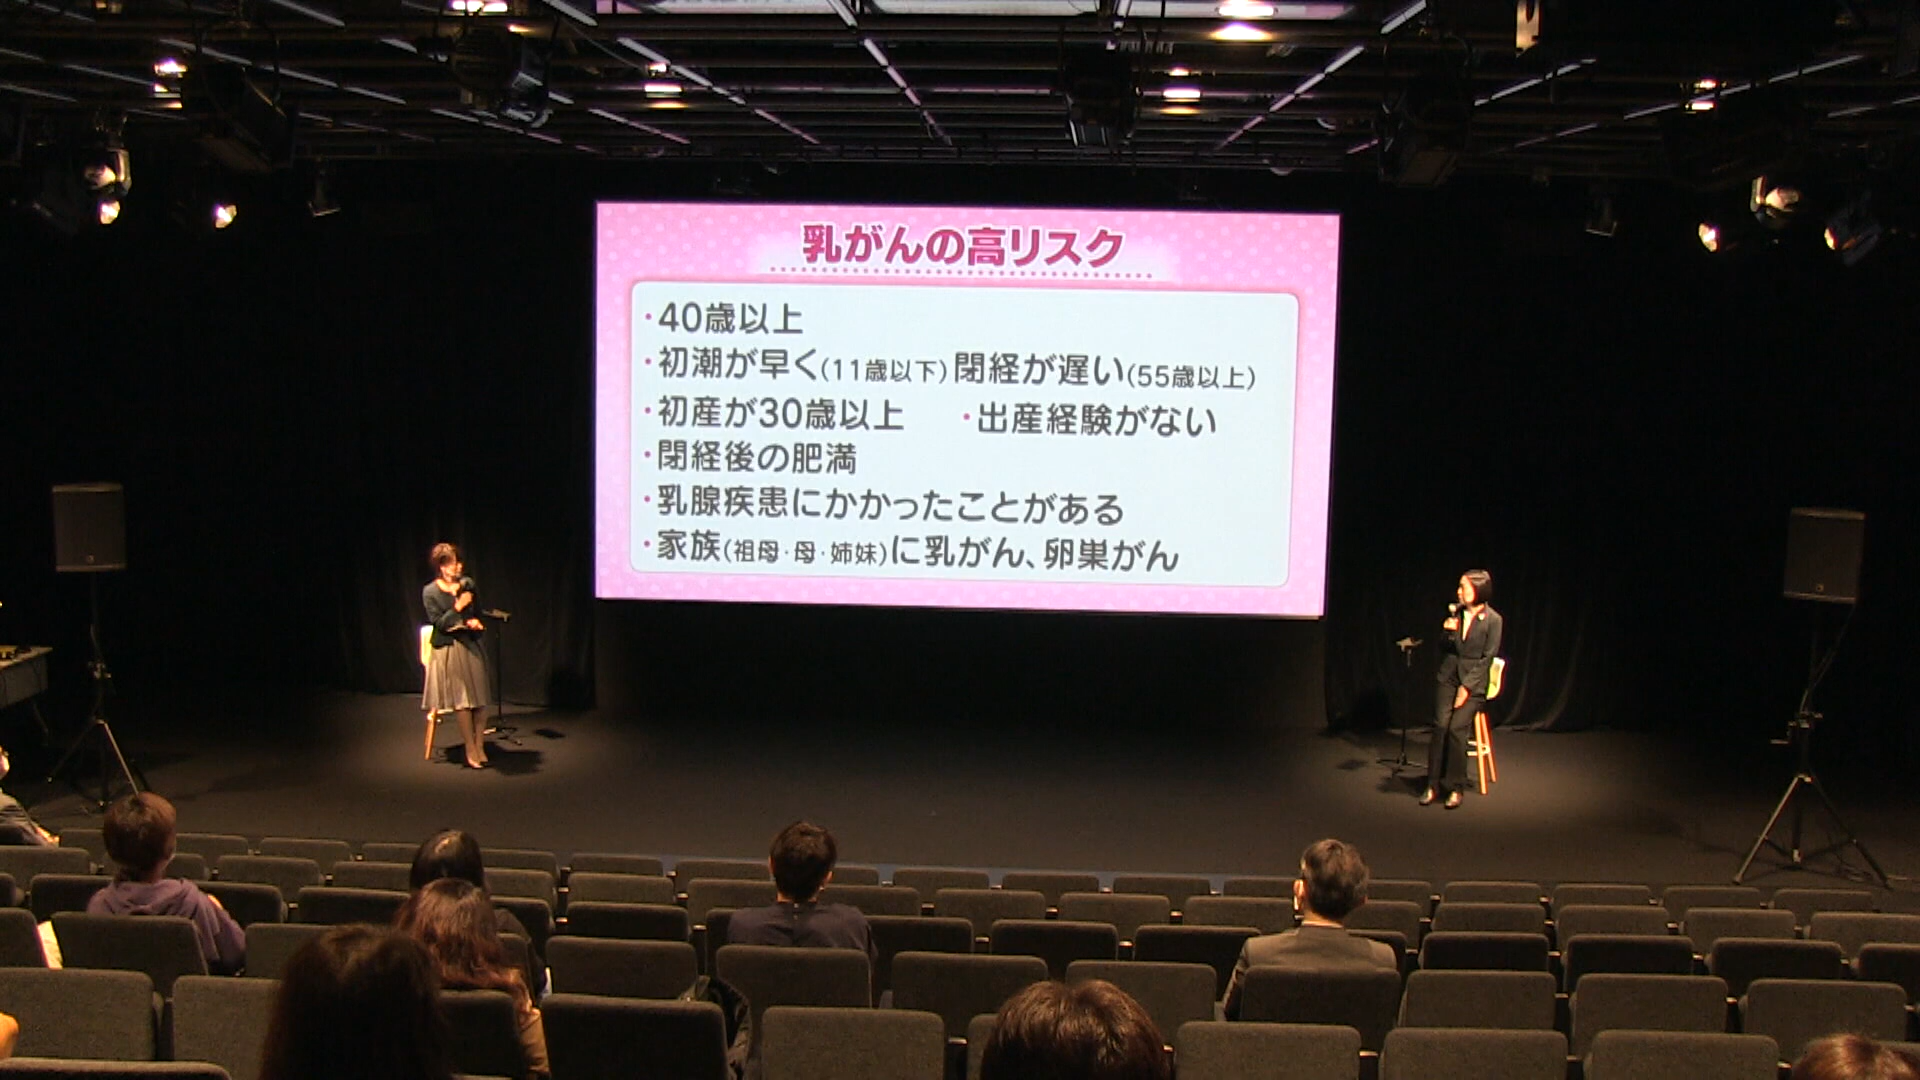 乳がんの高リスク
・40歳以上
・初潮が早く(11歳以下)閉経が遅い(55歳以上)
・初産が30歳以上 ・出産経験がない
・閉経後の肥満
・乳腺疾患にかかったことがある
・家族(祖母・母・姉妹)に乳がん、卵巣がん